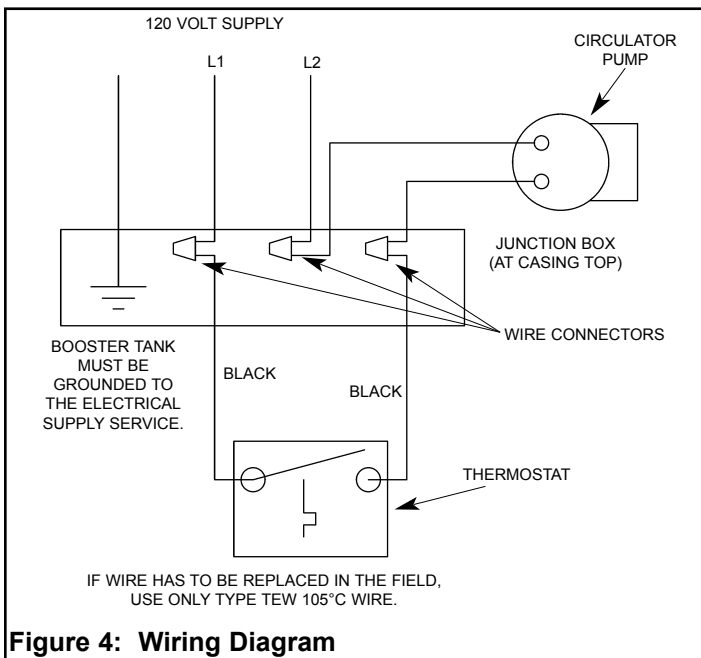 120 VOLT SUPPLY
L1
L2
CIRCULATOR
PUMP
JUNCTION BOX
(AT CASING TOP)
WIRE CONNECTORS
BOOSTER TANK
MUST BE
GROUNDED TO
THE ELECTRICAL
SUPPLY SERVICE.
BLACK
BLACK
THERMOSTAT
IF WIRE HAS TO BE REPLACED IN THE FIELD,
USE ONLY TYPE TEW 105°C WIRE.
Figure 4: Wiring Diagram